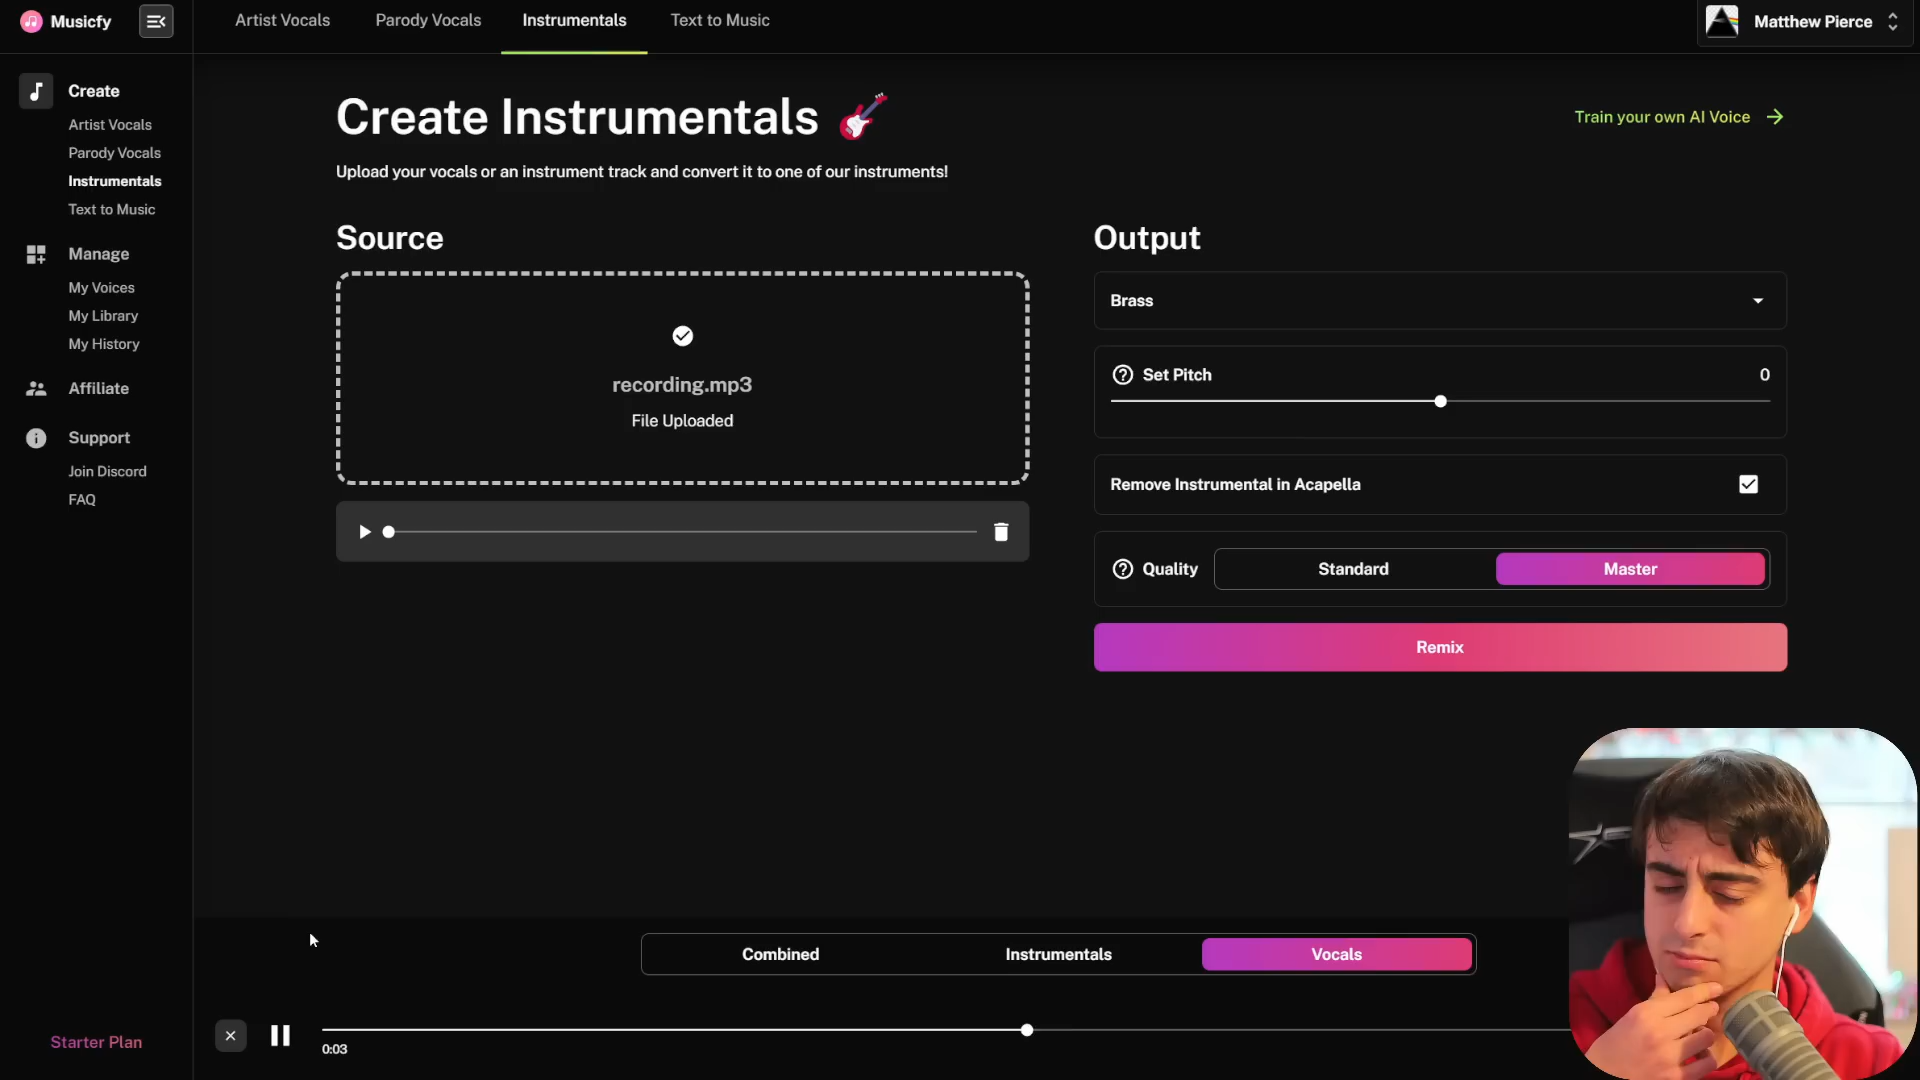 Musicfy
Artist Vocals
Parody Vocals
Instrumentals
Text to Music
Matthew Pierce
Create
Artist Vocals
Parody Vocals
Instrumentals
Text to Music
Manage
My Voices
My Library
My History
Affiliate
Support
Join Discord
FAQ
Starter Plan
Create Instrumentals
Train your own AI Voice
Upload your vocals or an instrument track and convert it to one of our instruments!
Source
recording.mp3
File Uploaded
Output
Brass
Set Pitch 0
Remove Instrumental in Acapella
Quality Standard Master
Remix
Combined Instrumentals Vocals
0:03